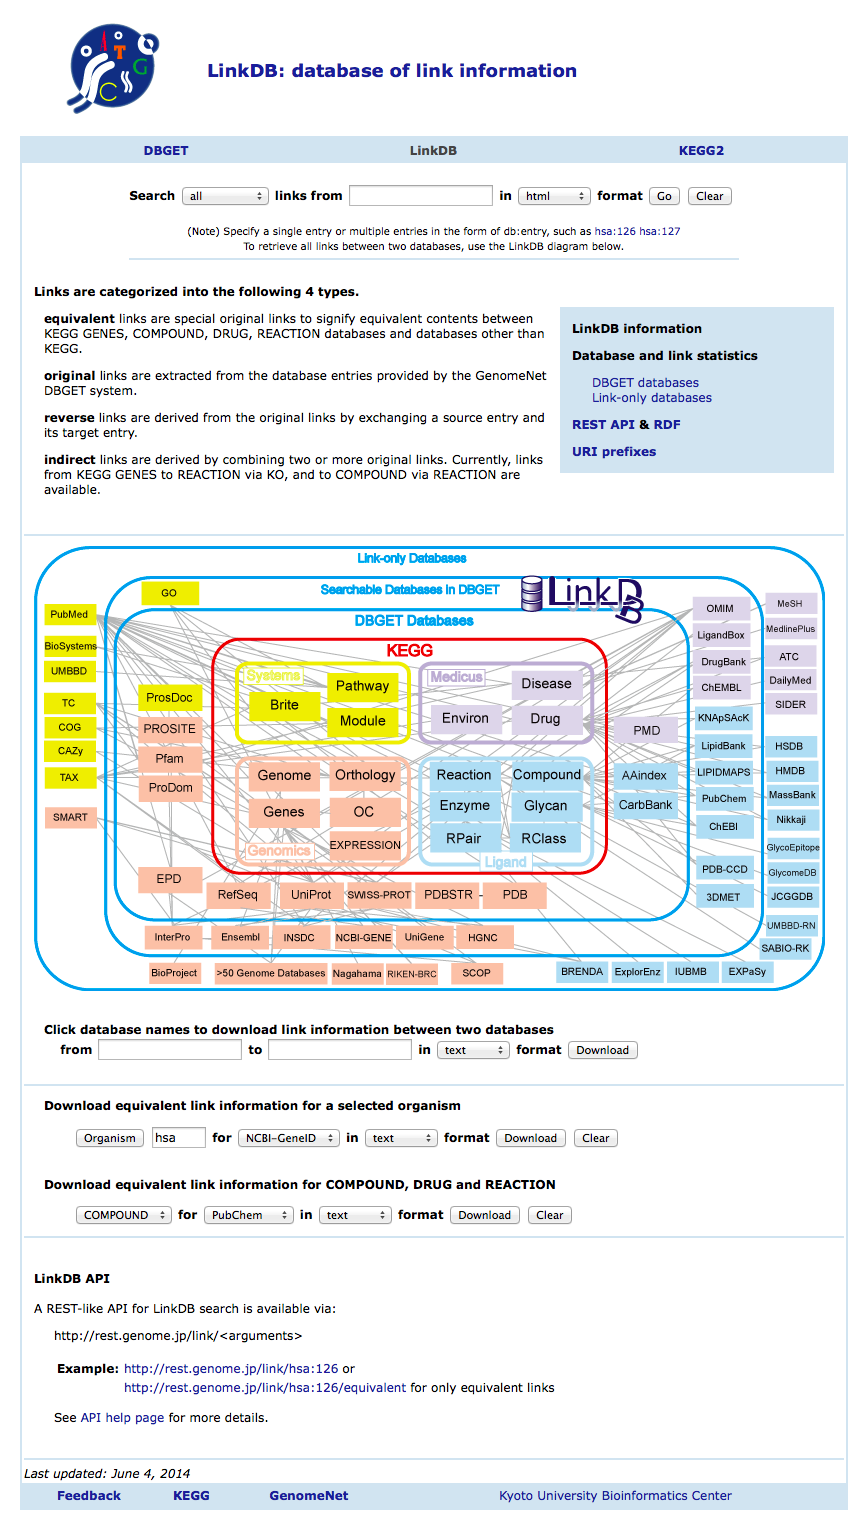 A
T
G
C
LinkDB: database of link information
DBGET LinkDB KEGG2
Search all links from in html format Go Clear
(Note) Specify a single entry or multiple entries in the form of db:entry, such as hsa:126 hsa:127
To retrieve all links between two databases, use the LinkDB diagram below.
Links are categorized into the following 4 types.
equivalent links are special original links to signify equivalent contents between
KEGG GENES, COMPOUND, DRUG, REACTION databases and databases other than
KEGG.
original links are extracted from the database entries provided by the GenomeNet
DBGET system.
reverse links are derived from the original links by exchanging a source entry and
its target entry.
indirect links are derived by combining two or more original links. Currently, links
from KEGG GENES to REACTION via KO, and to COMPOUND via REACTION are
available.
LinkDB information
Database and link statistics
DBGET databases
Link-only databases
REST API & RDF
URI prefixes
Link-only Databases
Searchable Databases in DBGET
LinkDB
DBGET Databases
KEGG
GO
PubMed
BioSystems
UMBBD
TC
COG
CAZy
TAX
SMART
ProsDoc
PROSITE
Pfam
ProDom
EPD
Systems
Pathway
Brite
Module
Medicus
Disease
Environ
Drug
Genome
Orthology
Genes
OC
Genomics
EXPRESSION
Reaction
Compound
Enzyme
Glycan
RPair
RClass
Ligand
PMD
AAindex
CarbBank
OMIM
LigandBox
DrugBank
ChEMBL
KNApSAcK
LipidBank
LIPIDMAPS
PubChem
ChEBI
PDB-CCD
3DMET
MeSH
MedlinePlus
ATC
DailyMed
SIDER
HSDB
HMDB
MassBank
Nikkaji
GlycoEpitope
GlycomeDB
JCGGDB
UMBBD-RN
SABIO-RK
RefSeq
UniProt
SWISS-PROT
PDBSTR
PDB
InterPro
Ensembl
INSDC
NCBI-GENE
UniGene
HGNC
BioProject
>50 Genome Databases
Nagahama
RIKEN-BRC
SCOP
BRENDA
ExplorEnz
IUBMB
EXPaSy
Click database names to download link information between two databases
from to in text format Download
Download equivalent link information for a selected organism
Organism hsa for NCBI-GeneID in text format Download Clear
Download equivalent link information for COMPOUND, DRUG and REACTION
COMPOUND for PubChem in text format Download Clear
LinkDB API
A REST-like API for LinkDB search is available via:
http://rest.genome.jp/link/<arguments>
Example: http://rest.genome.jp/link/hsa:126 or
http://rest.genome.jp/link/hsa:126/equivalent for only equivalent links
See API help page for more details.
Last updated: June 4, 2014
Feedback KEGG GenomeNet Kyoto University Bioinformatics Center